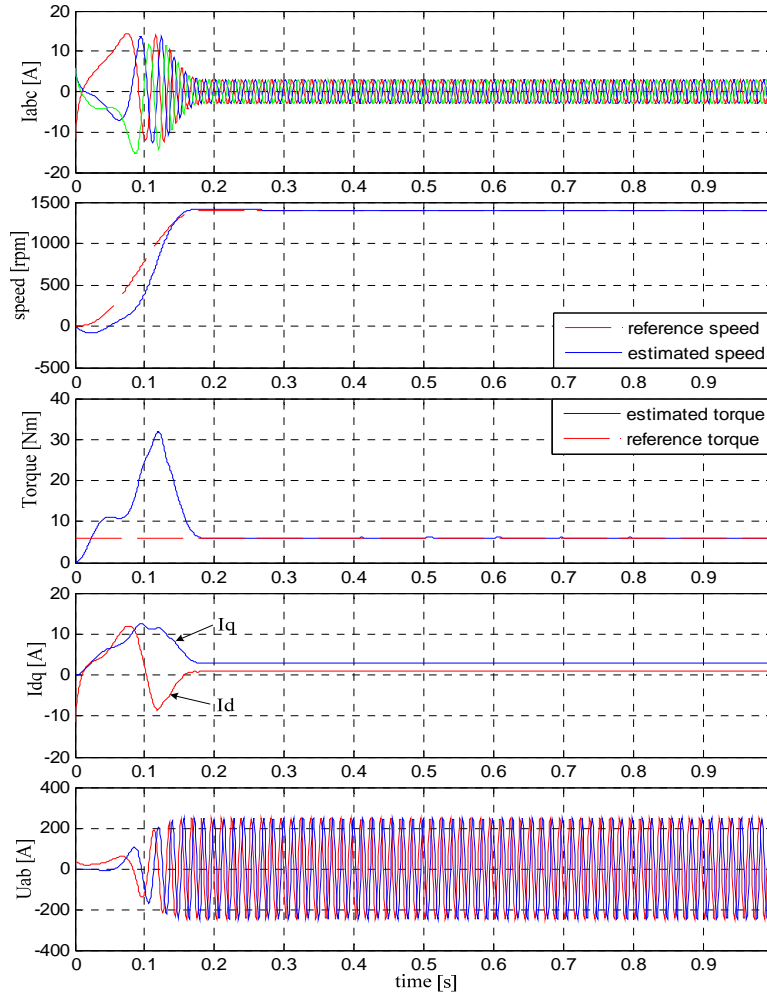 20
10
0
-10
-20
Iabc [A]
0 0.1 0.2 0.3 0.4 0.5 0.6 0.7 0.8 0.9
1500
1000
500
0
-500
speed [rpm]
reference speed
estimated speed
0 0.1 0.2 0.3 0.4 0.5 0.6 0.7 0.8 0.9
40
30
20
10
0
Torque [Nm]
estimated torque
reference torque
0 0.1 0.2 0.3 0.4 0.5 0.6 0.7 0.8 0.9
20
10
0
-10
20
Idq [A]
Iq
Id
0 0.1 0.2 0.3 0.4 0.5 0.6 0.7 0.8 0.9
400
200
0
-200
-400
Uab [A]
0 0.1 0.2 0.3 0.4 0.5 0.6 0.7 0.8 0.9
time [s]